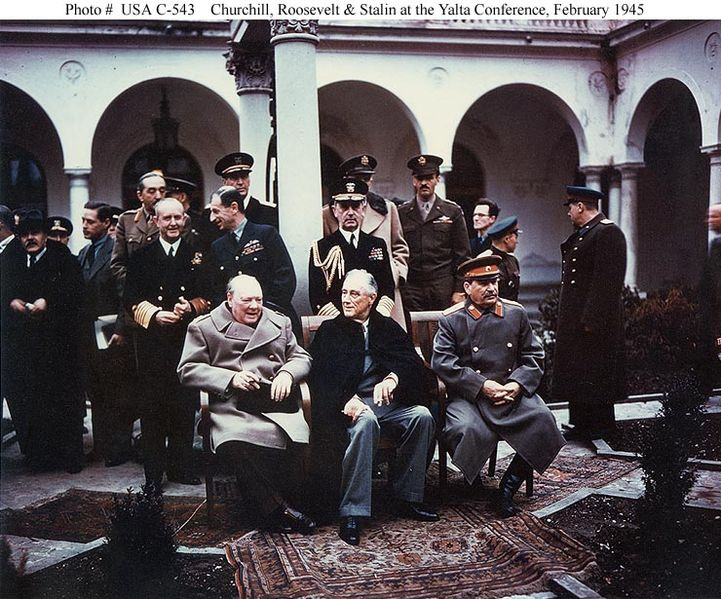 Photo # USA C-543 Churchill, Roosevelt & Stalin at the Yalta Conference, February 1945